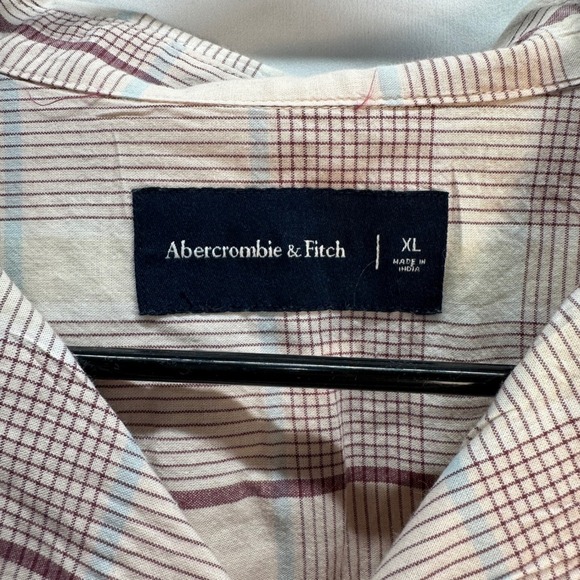 Abercrombie & Fitch | XL
MADE IN
INDIA